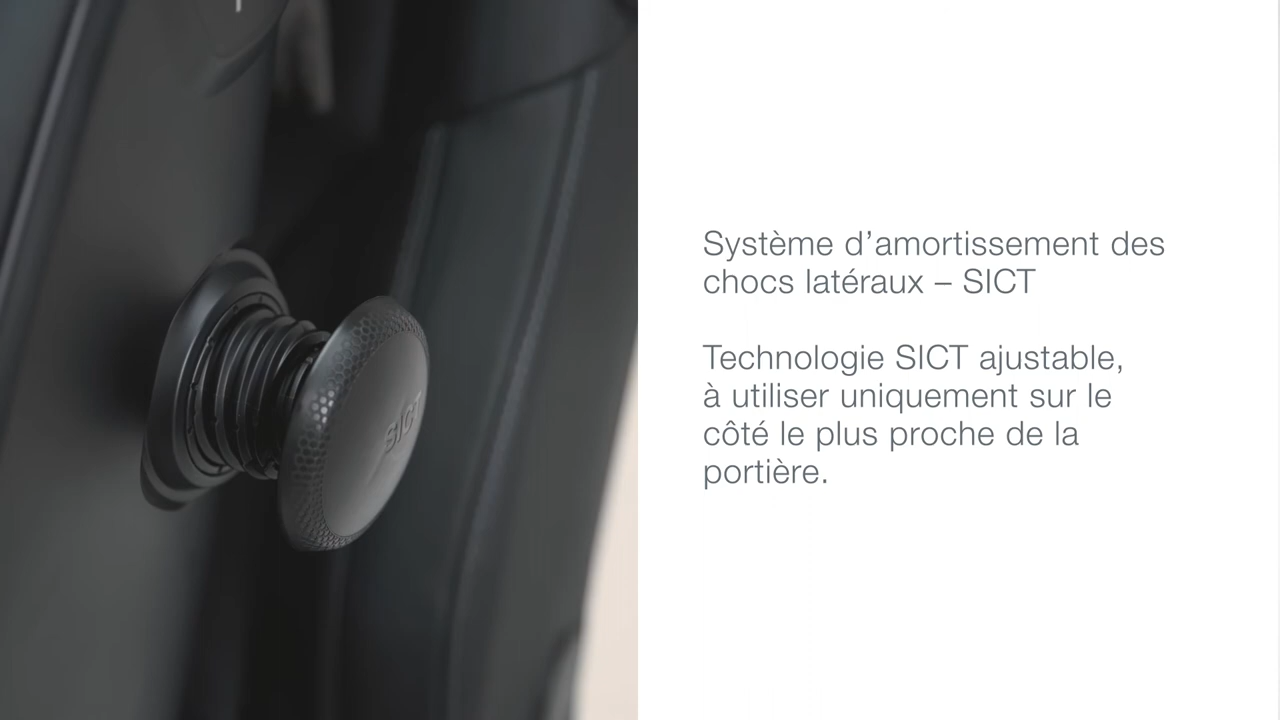 SICT
Système d’amortissement des
chocs latéraux – SICT
Technologie SICT ajustable,
à utiliser uniquement sur le
côté le plus proche de la
portière.